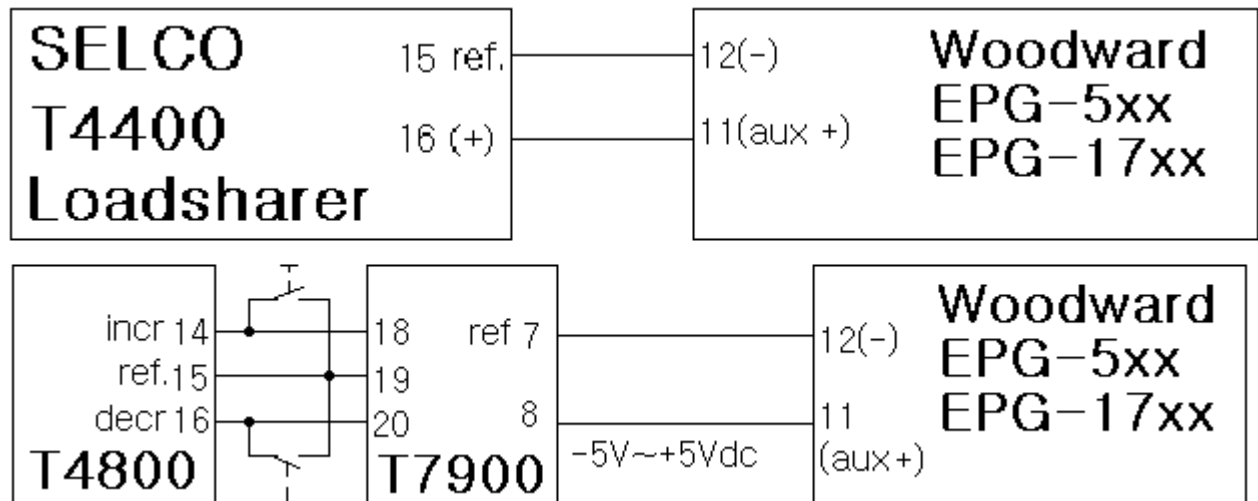 SELCO
T4400
Loadsharer
15 ref.
16 (+)
12(-)
11(aux +)
Woodward
EPG-5xx
EPG-17xx
incr 14
ref.15
decr 16
T4800
18
19
20
T7900
ref 7
8
-5V~+5Vdc
12(-)
11
(aux+)
Woodward
EPG-5xx
EPG-17xx